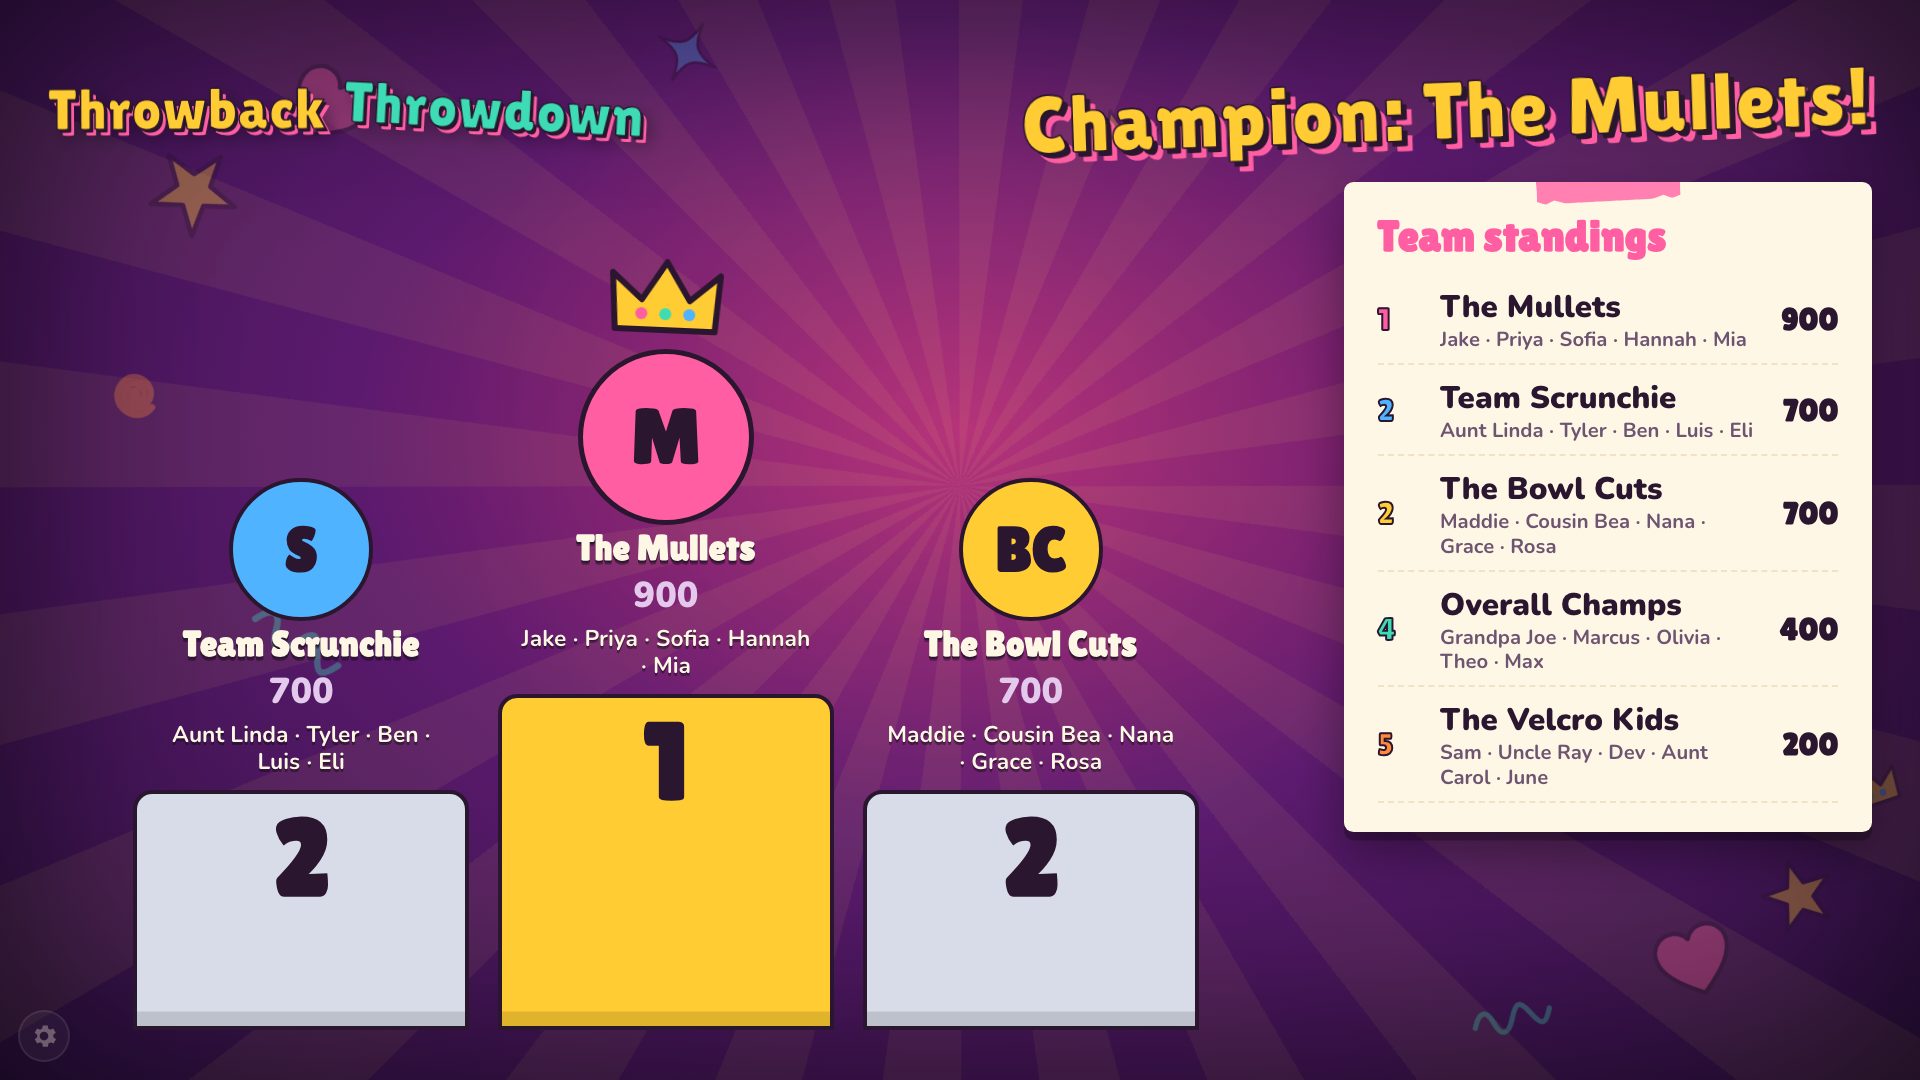 Throwback Throwdown
Champion: The Mullets!
M
The Mullets
900
Jake · Priya · Sofia · Hannah
· Mia
1
S
Team Scrunchie
700
Aunt Linda · Tyler · Ben ·
Luis · Eli
2
BC
The Bowl Cuts
700
Maddie · Cousin Bea · Nana
· Grace · Rosa
2
Team standings
1 The Mullets 900
Jake · Priya · Sofia · Hannah · Mia
2 Team Scrunchie 700
Aunt Linda · Tyler · Ben · Luis · Eli
2 The Bowl Cuts 700
Maddie · Cousin Bea · Nana ·
Grace · Rosa
4 Overall Champs 400
Grandpa Joe · Marcus · Olivia ·
Theo · Max
5 The Velcro Kids 200
Sam · Uncle Ray · Dev · Aunt
Carol · June